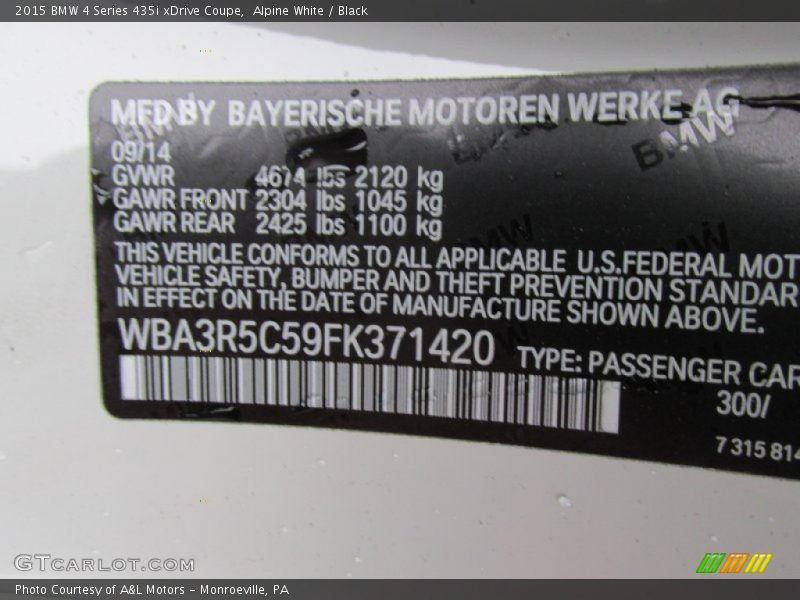 2015 BMW 4 Series 435i xDrive Coupe,  Alpine White / Black
MFD BY BAYERISCHE MOTOREN WERKE AG
BMW
09/14
GVWR 4674 lbs 2120 kg
GAWR FRONT 2304 lbs 1045 kg
GAWR REAR 2425 lbs 1100 kg
THIS VEHICLE CONFORMS TO ALL APPLICABLE U.S.FEDERAL MOT
VEHICLE SAFETY, BUMPER AND THEFT PREVENTION STANDAR
IN EFFECT ON THE DATE OF MANUFACTURE SHOWN ABOVE.
WBA3R5C59FK371420 TYPE: PASSENGER CAR
300/
7 315 814
GTCARLOT.COM
Photo Courtesy of A&L Motors – Monroeville, PA